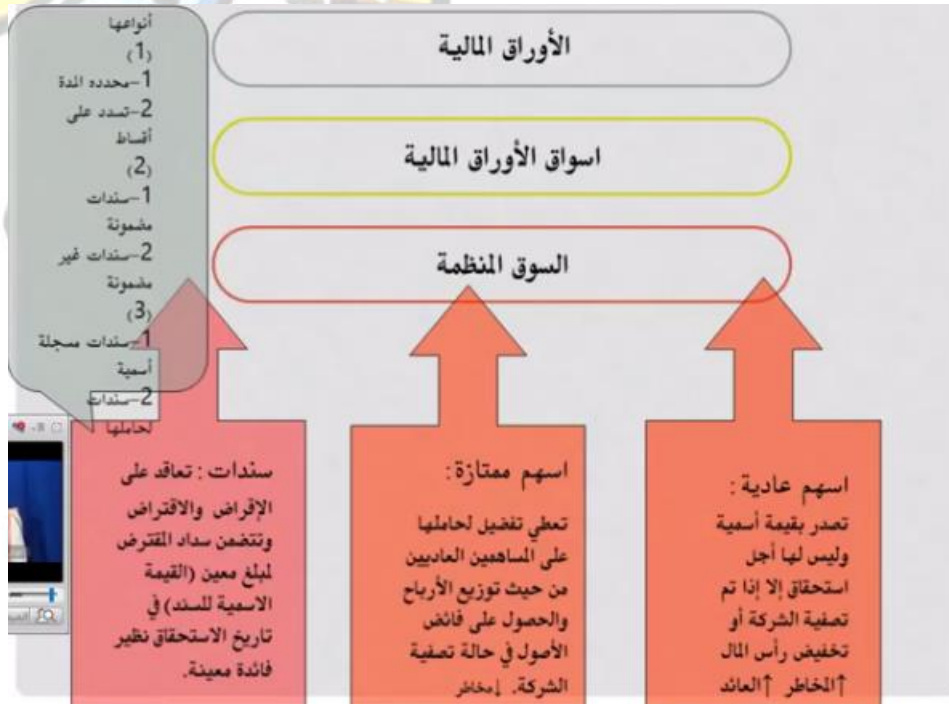 الأوراق المالية
اسواق الأوراق المالية
السوق المنظمة
اسهم عادية :
تصدر بقيمة أسمية
وليس لها أجل
استحقاق إلا إذا تم
تصفية الشركة أو
تخفيض رأس المال
↑المخاطر ↑العائد
اسهم ممتازة :
تعطي تفضيل لحاملها
على المساهمين العاديين
من حيث توزيع الأرباح
والحصول على فائض
الأصول في حالة تصفية
الشركة. ↓مخاطر
سندات : تعاقد على
الإقراض والاقتراض
وتتضمن سداد المقترض
لمبلغ معين (القيمة
الاسمية للسند) في
تاريخ الاستحقاق نظير
فائدة معينة.
أنواعها
(1)
1-محدده المدة
2-تسدد على
أقساط
(2)
1-سندات
مضمونة
2-سندات غير
مضمونة
(3)
1-سندات مسجلة
أسمية
2-سندات
لحاملها